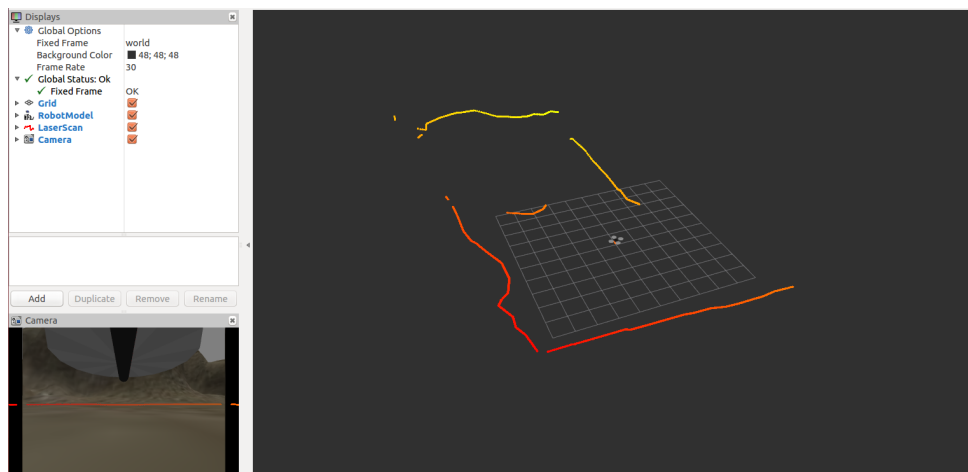 Displays
Global Options
Fixed Frame world
Background Color 48; 48; 48
Frame Rate 30
Global Status: Ok
Fixed Frame OK
Grid
RobotModel
LaserScan
Camera
Add Duplicate Remove Rename
Camera